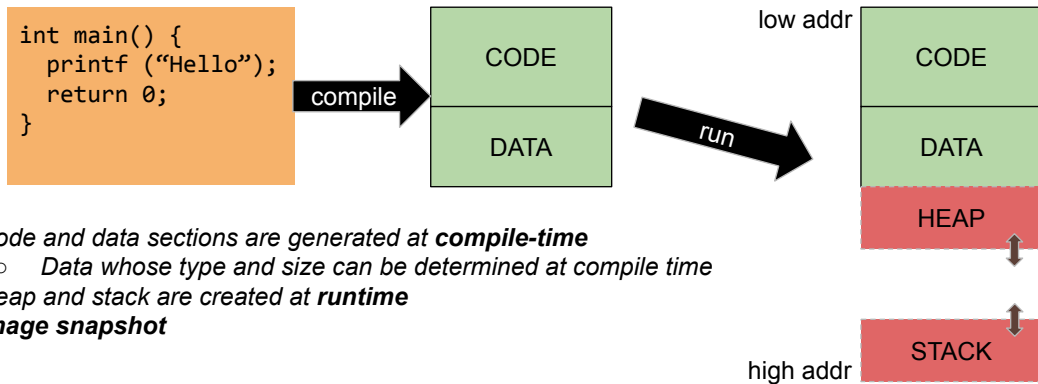 int main() {
printf (“Hello”);
return 0;
}
compile
CODE
DATA
run
low addr
CODE
DATA
HEAP
STACK
high addr
ode and data sections are generated at compile-time
○ Data whose type and size can be determined at compile time
eap and stack are created at runtime
nage snapshot